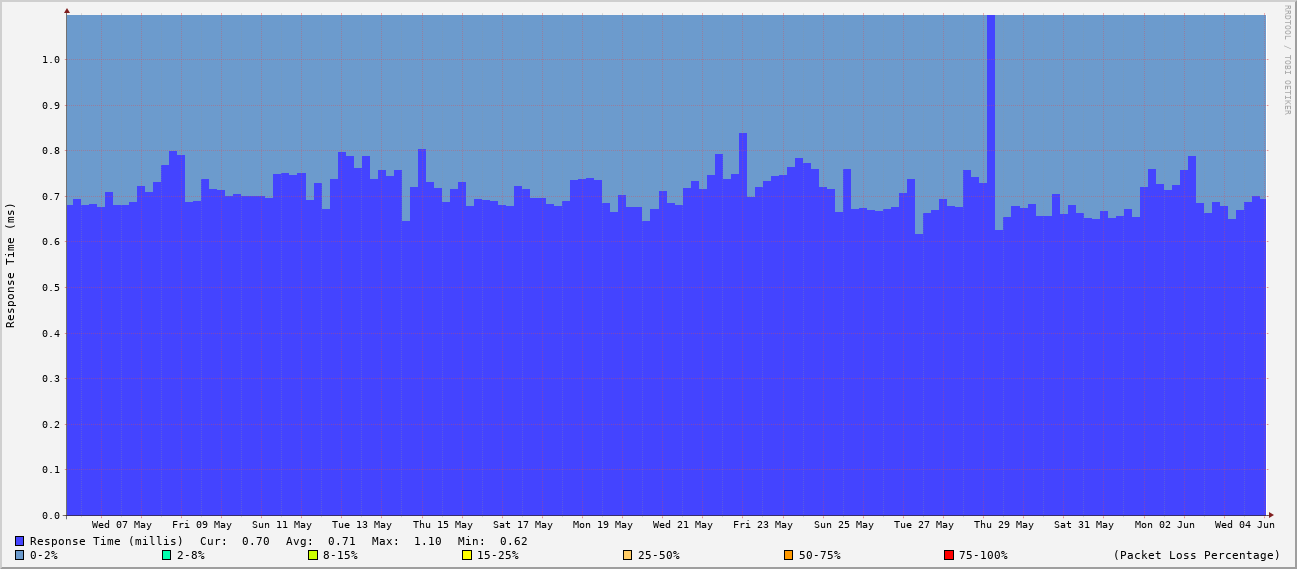 RRDTOOL / TOBI OETIKER
Response Time (ms)
1.0
0.9
0.8
0.7
0.6
0.5
0.4
0.3
0.2
0.1
0.0
Wed 07 May Fri 09 May Sun 11 May Tue 13 May Thu 15 May Sat 17 May Mon 19 May Wed 21 May Fri 23 May Sun 25 May Tue 27 May Thu 29 May Sat 31 May Mon 02 Jun Wed 04 Jun
Response Time (millis) Cur: 0.70 Avg: 0.71 Max: 1.10 Min: 0.62
0-2% 2-8% 8-15% 15-25% 25-50% 50-75% 75-100% (Packet Loss Percentage)